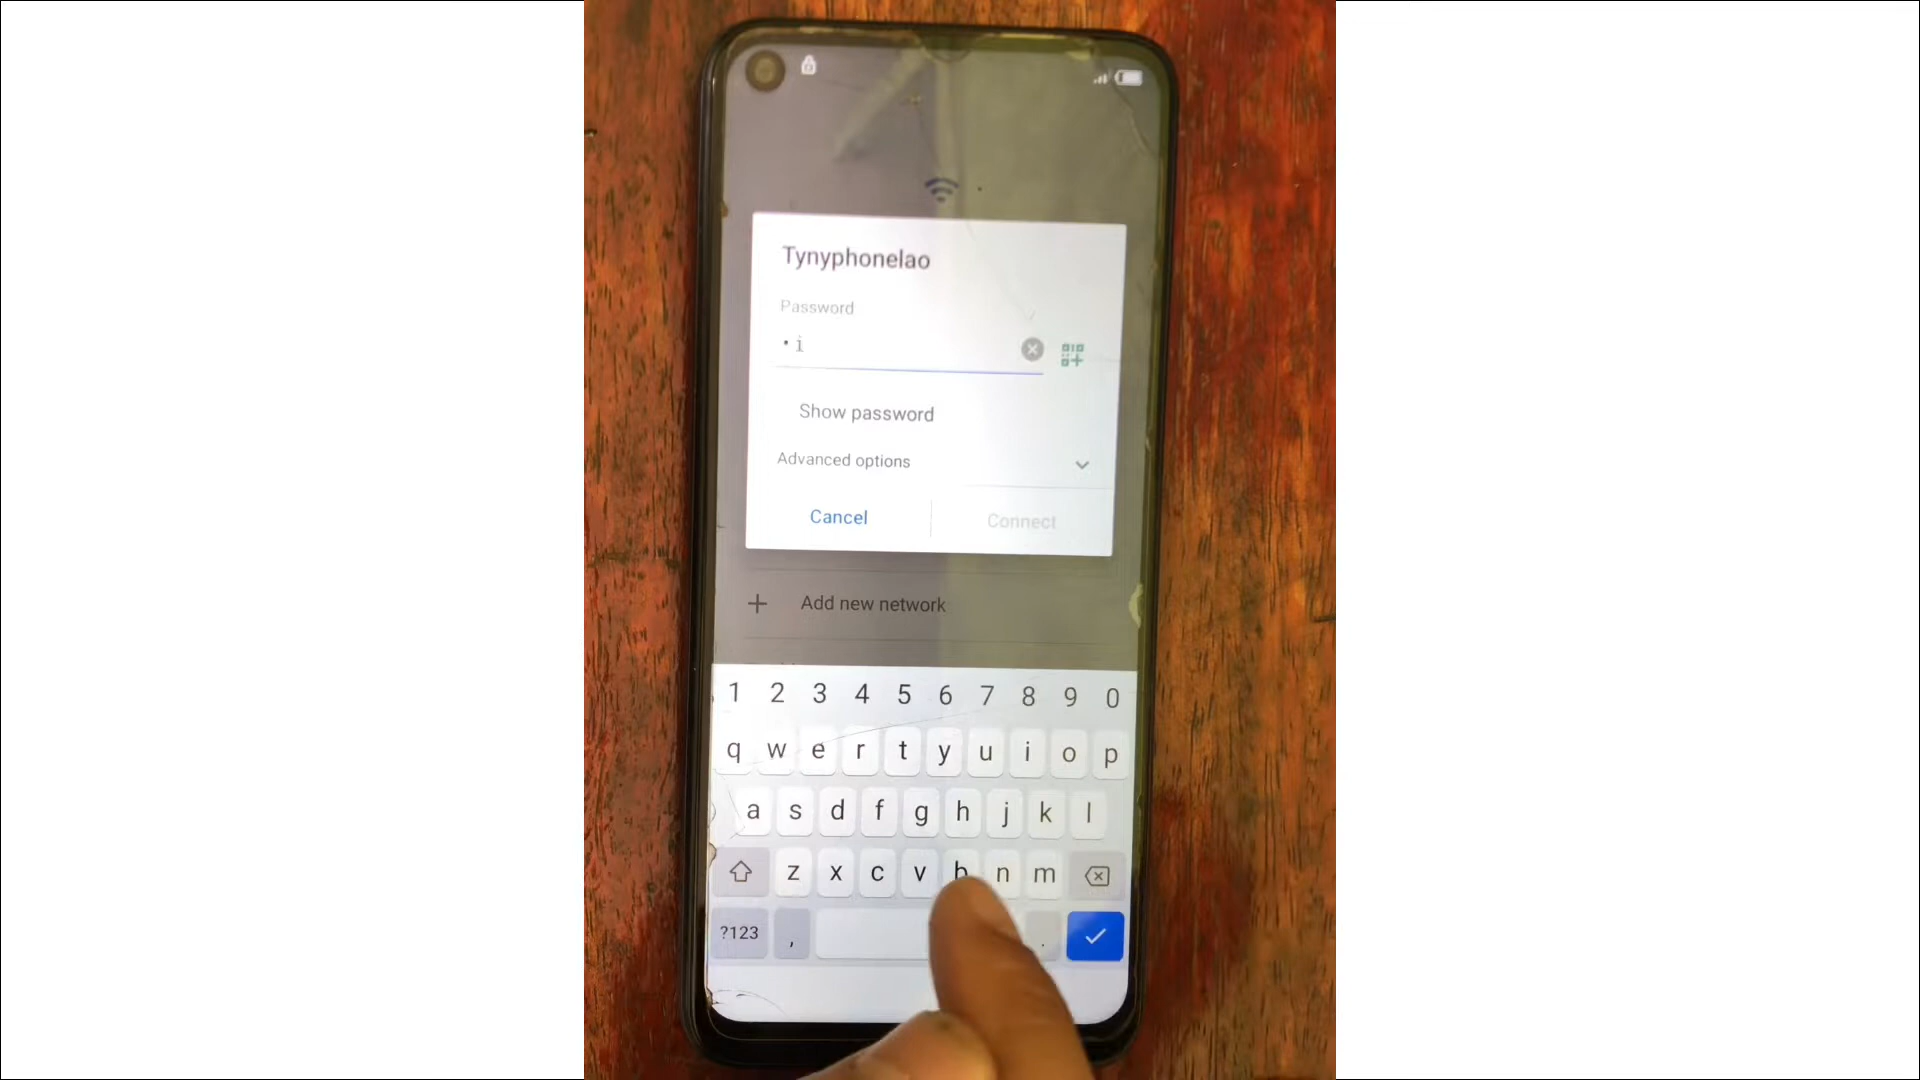 Tynyphonelao
Password
•i
Show password
Advanced options
Cancel Connect
+ Add new network
1 2 3 4 5 6 7 8 9 0
q w e r t y u i o p
a s d f g h j k l
z x c v b n m
?123 , .